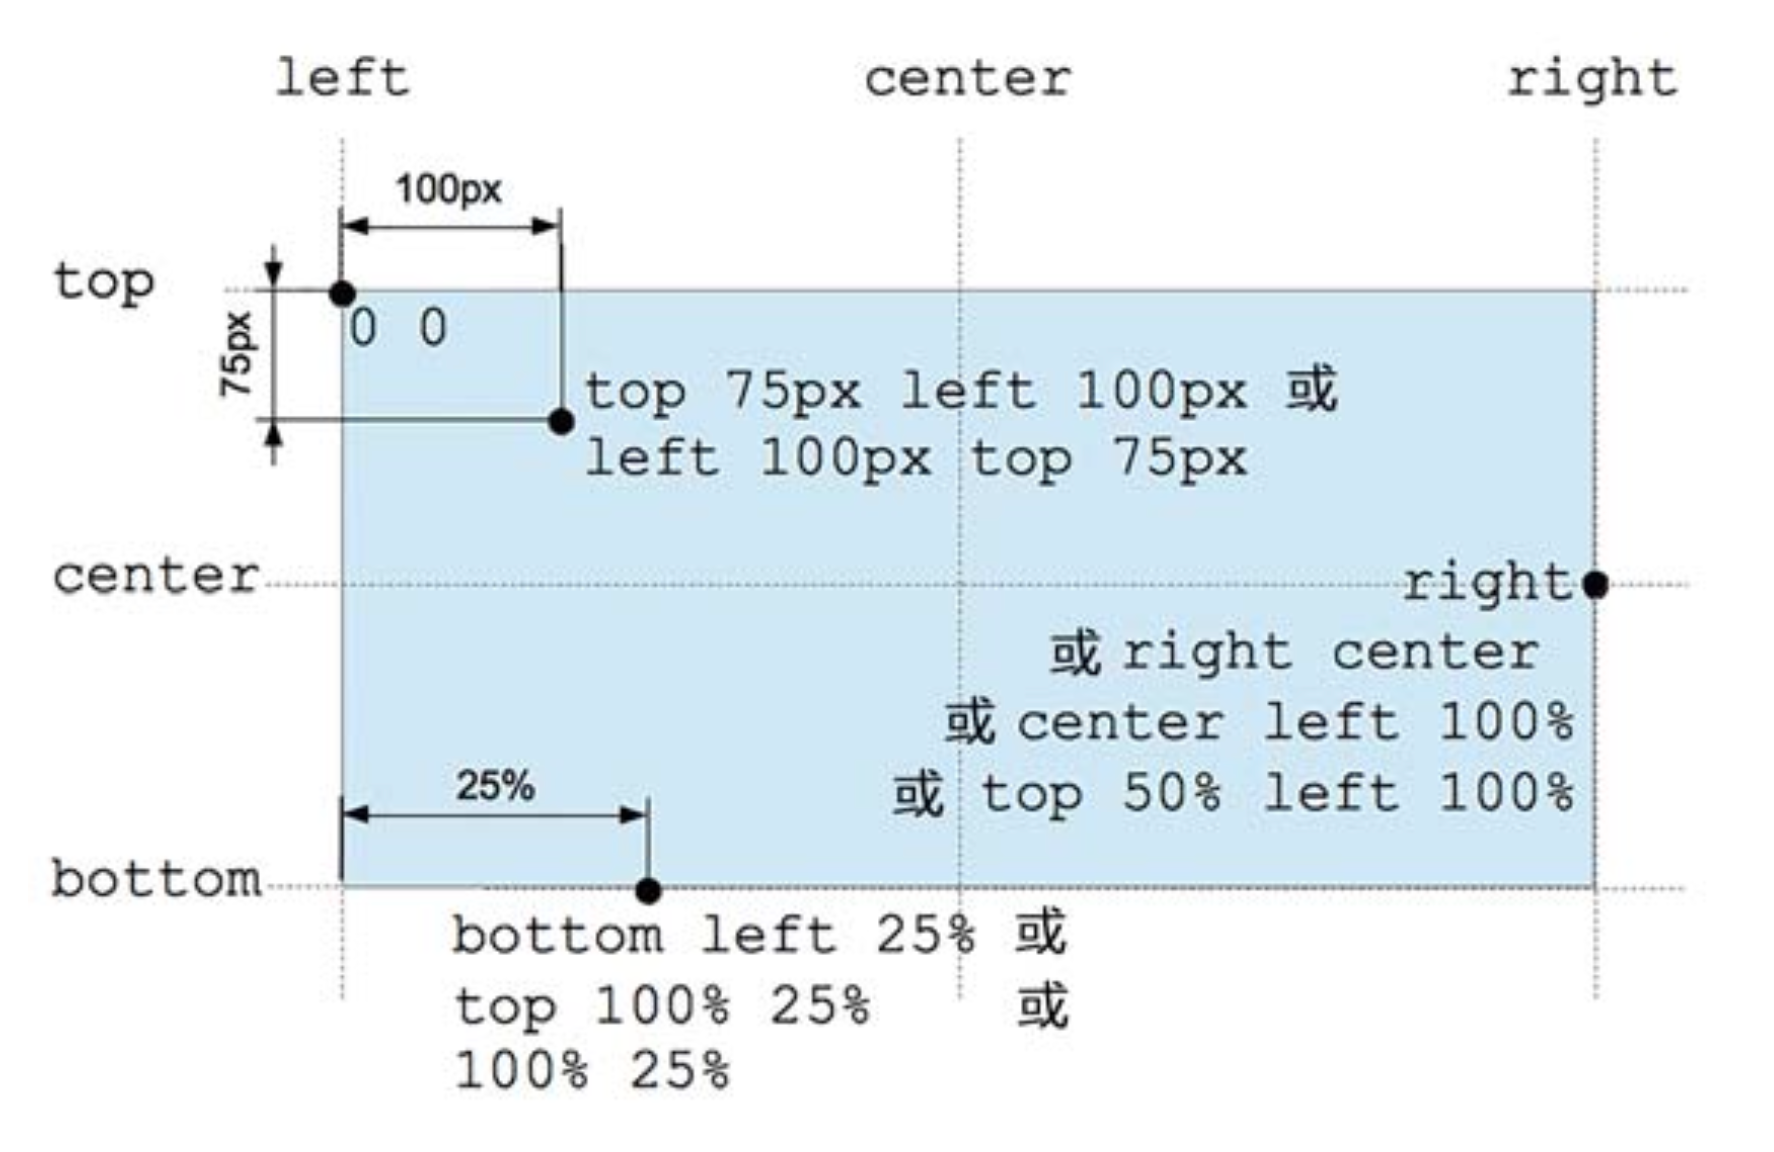 left center right
100px
top
0 0
75px
top 75px left 100px 或
left 100px top 75px
center
right
或 right center
或 center left 100%
或 top 50% left 100%
25%
bottom
bottom left 25% 或
top 100% 25% 或
100% 25%